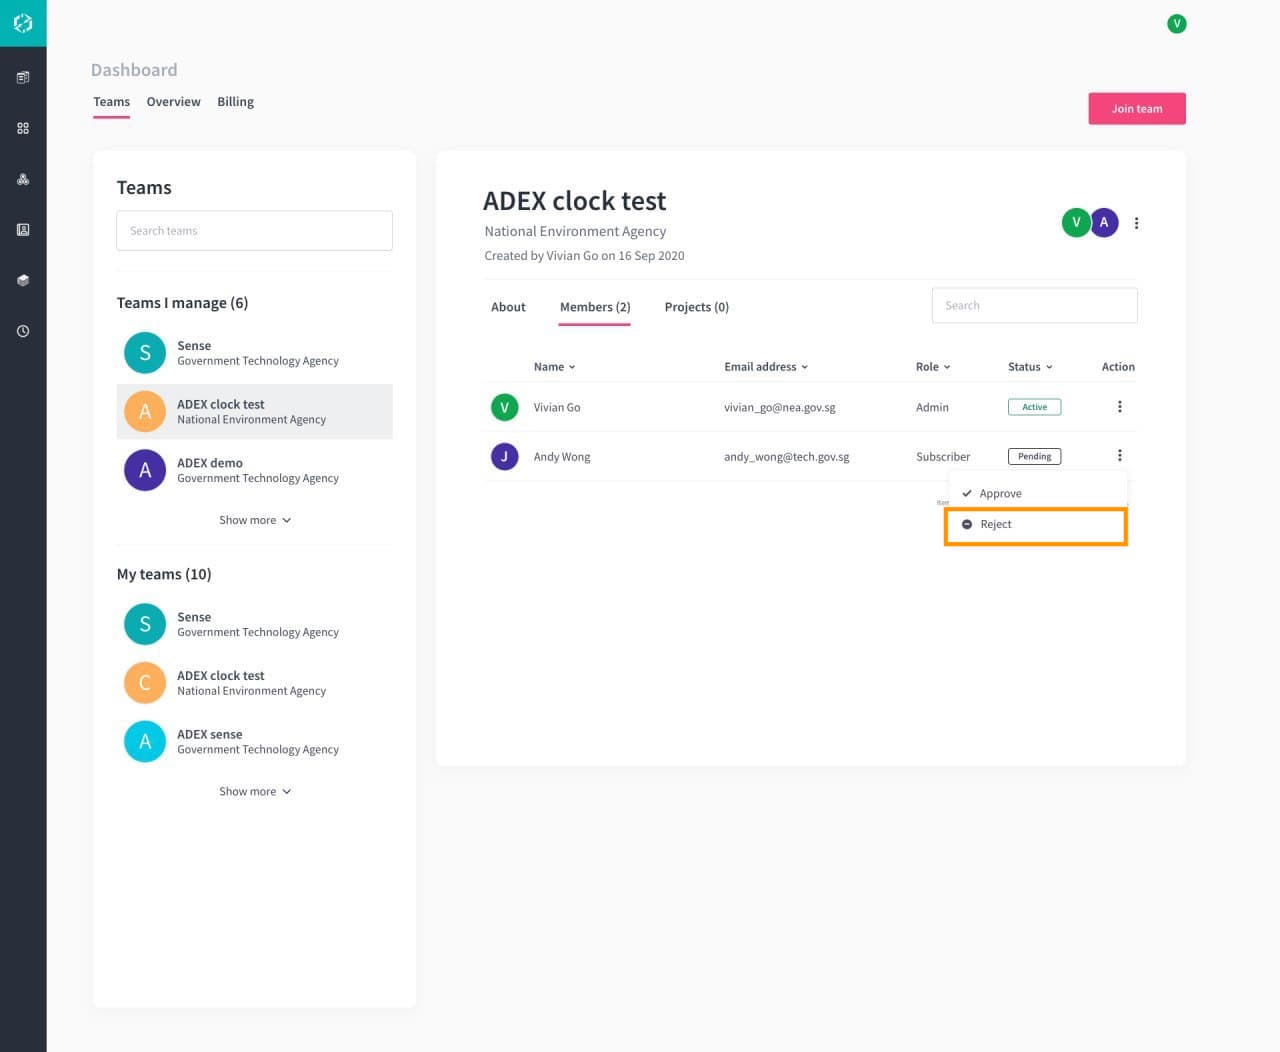 V
Dashboard
Teams Overview Billing
Join team
Teams
Search teams
Teams I manage (6)
S
Sense
Government Technology Agency
A
ADEX clock test
National Environment Agency
A
ADEX demo
Government Technology Agency
Show more
My teams (10)
S
Sense
Government Technology Agency
C
ADEX clock test
National Environment Agency
A
ADEX sense
Government Technology Agency
Show more
ADEX clock test
National Environment Agency
Created by Vivian Go on 16 Sep 2020
V A
About Members (2) Projects (0)
Search
Name Email address Role Status Action
V Vivian Go vivian_go@nea.gov.sg Admin Active
J Andy Wong andy_wong@tech.gov.sg Subscriber Pending
Approve
Reject